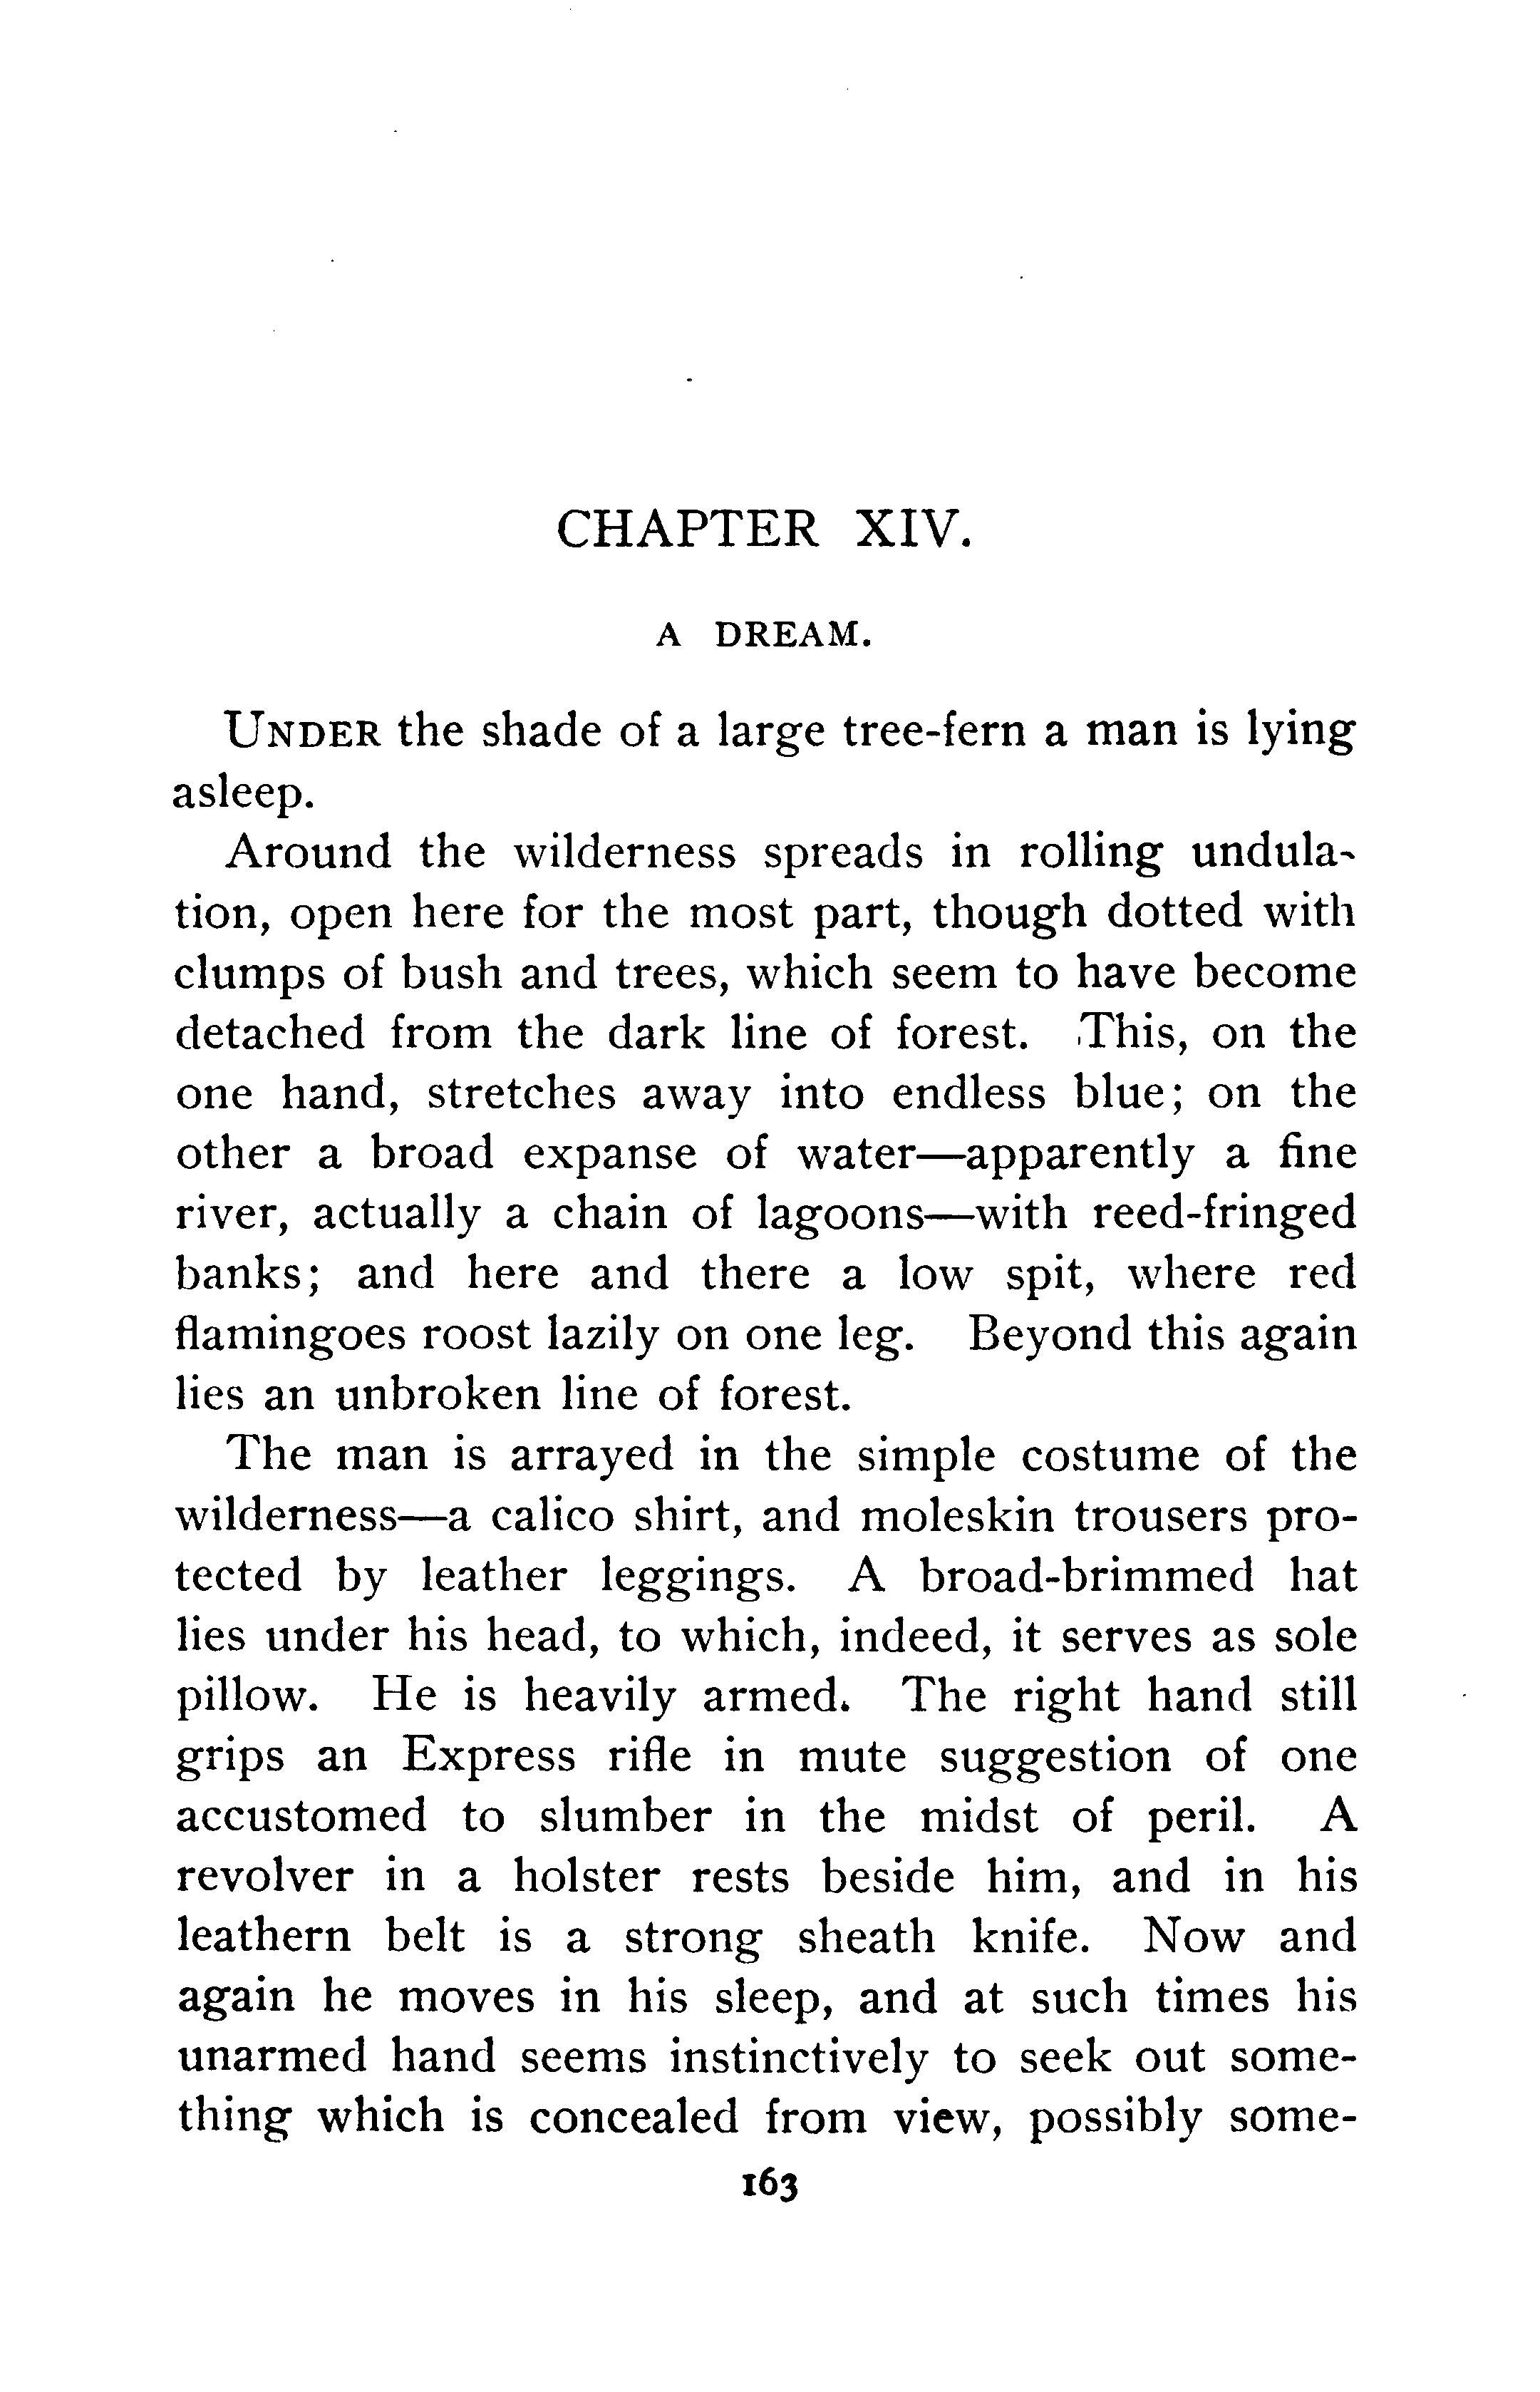 CHAPTER XIV.
A DREAM.
UNDER the shade of a large tree-fern a man is lying
asleep.
Around the wilderness spreads in rolling undula-
tion, open here for the most part, though dotted with
clumps of bush and trees, which seem to have become
detached from the dark line of forest. This, on the
one hand, stretches away into endless blue; on the
other a broad expanse of water—apparently a fine
river, actually a chain of lagoons—with reed-fringed
banks; and here and there a low spit, where red
flamingoes roost lazily on one leg. Beyond this again
lies an unbroken line of forest.
The man is arrayed in the simple costume of the
wilderness—a calico shirt, and moleskin trousers pro-
tected by leather leggings. A broad-brimmed hat
lies under his head, to which, indeed, it serves as sole
pillow. He is heavily armed. The right hand still
grips an Express rifle in mute suggestion of one
accustomed to slumber in the midst of peril. A
revolver in a holster rests beside him, and in his
leathern belt is a strong sheath knife. Now and
again he moves in his sleep, and at such times his
unarmed hand seems instinctively to seek out some-
thing which is concealed from view, possibly some-
163